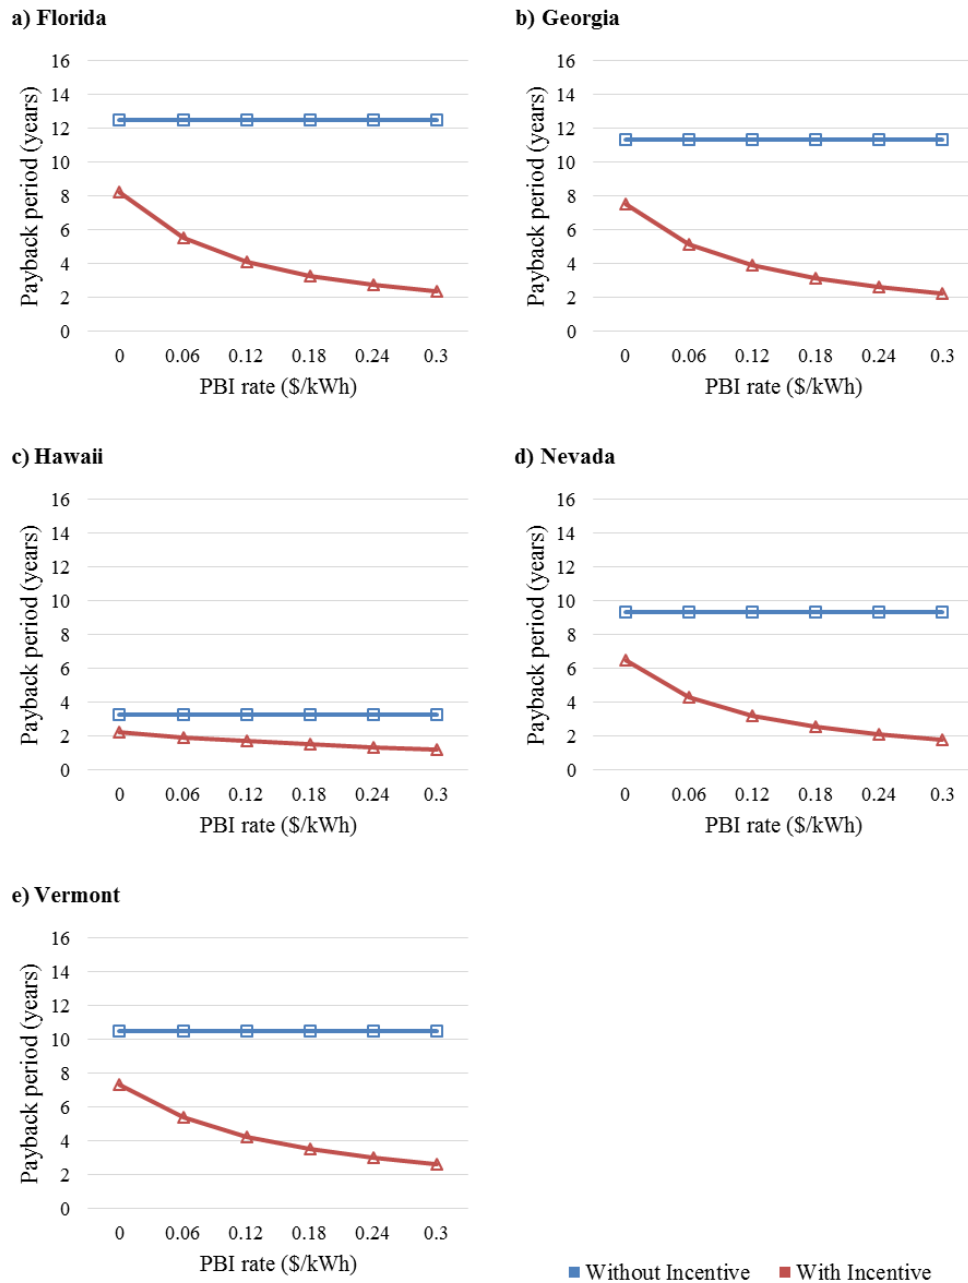 a) Florida
Payback period (years)
16
14
12
10
8
6
4
2
0
0 0.06 0.12 0.18 0.24 0.3
PBI rate ($/kWh)
b) Georgia
Payback period (years)
16
14
12
10
8
6
4
2
0
0 0.06 0.12 0.18 0.24 0.3
PBI rate ($/kWh)
c) Hawaii
Payback period (years)
16
14
12
10
8
6
4
2
0
0 0.06 0.12 0.18 0.24 0.3
PBI rate ($/kWh)
d) Nevada
Payback period (years)
16
14
12
10
8
6
4
2
0
0 0.06 0.12 0.18 0.24 0.3
PBI rate ($/kWh)
e) Vermont
Payback period (years)
16
14
12
10
8
6
4
2
0
0 0.06 0.12 0.18 0.24 0.3
PBI rate ($/kWh)
Without Incentive With Incentive